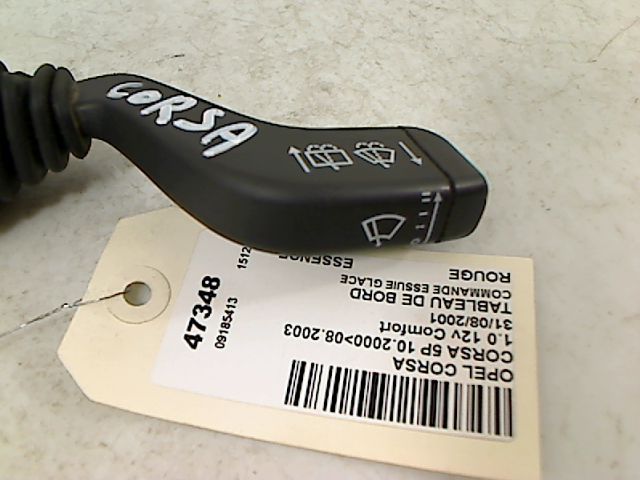 CORSA
OPEL CORSA
CORSA 5P 10.2000>08.2003
1.0 12v Comfort
31/08/2001
TABLEAU DE BORD
COMMANDE ESSUIE GLACE
ROUGE
ESSENCE
47348
09185413